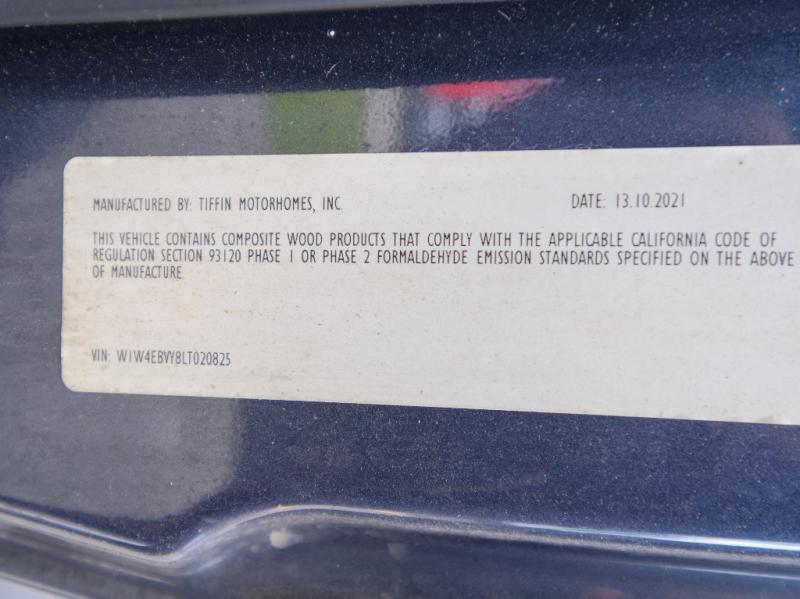 MANUFACTURED BY: TIFFIN MOTORHOMES, INC DATE: 13.10.2021
THIS VEHICLE CONTAINS COMPOSITE WOOD PRODUCTS THAT COMPLY WITH THE APPLICABLE CALIFORNIA CODE OF
REGULATION SECTION 93120 PHASE 1 OR PHASE 2 FORMALDEHYDE EMISSION STANDARDS SPECIFIED ON THE ABOVE
OF MANUFACTURE
VIN: W1W4EBVY8LT020825